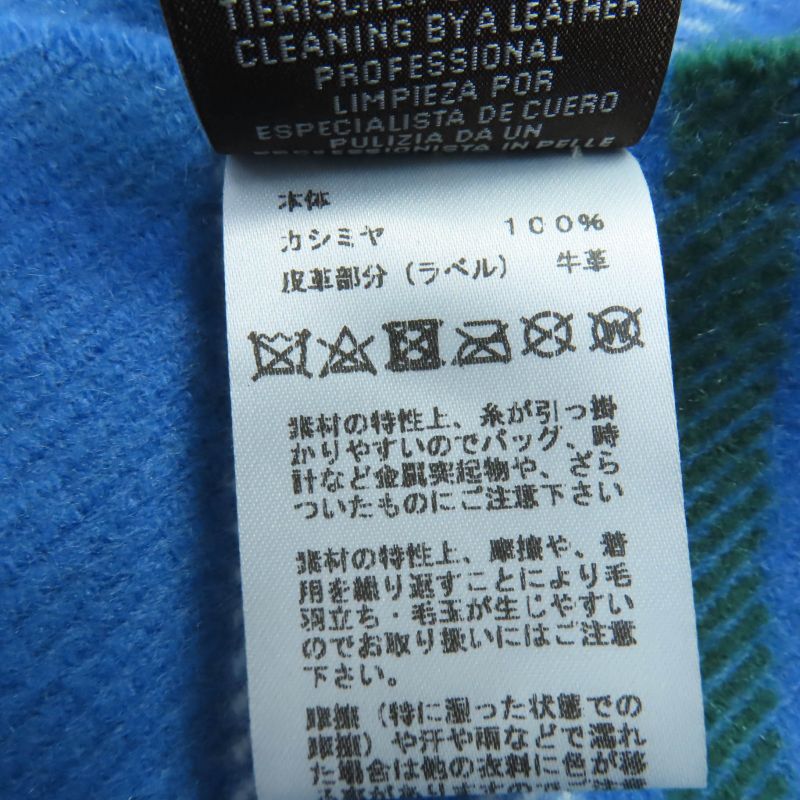 TIERISCHEN
CLEANING BY A LEATHER
PROFESSIONAL
LIMPIEZA POR
ESPECIALISTA DE CUERO
PULIZIA DA UN
PROFESSIONISTA IN PELLE
本体
カシミヤ 100%
皮革部分（ラベル） 牛革
素材の特性上、糸が引っ掛
かりやすいのでバッグ、時
計など金属突起物や、ざら
ついたものにご注意下さい
素材の特性上、摩擦や、着
用を繰り返すことにより毛
羽立ち・毛玉が生じやすい
のでお取り扱いにはご注意
下さい。
摩擦（特に湿った状態での
摩擦）や汗や雨などで濡れ
た場合は他の衣料に色が移